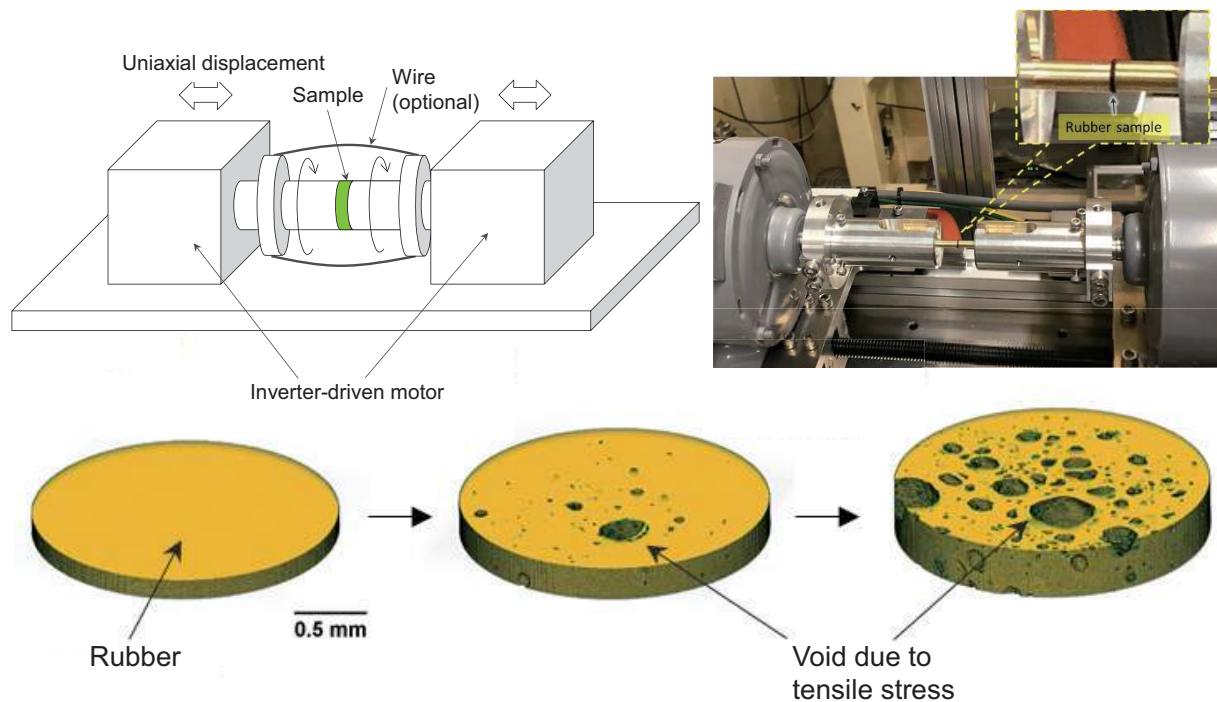 Uniaxial displacement
Wire
(optional)
Sample
Rubber sample
Inverter-driven motor
0.5 mm
Rubber
Void due to
tensile stress